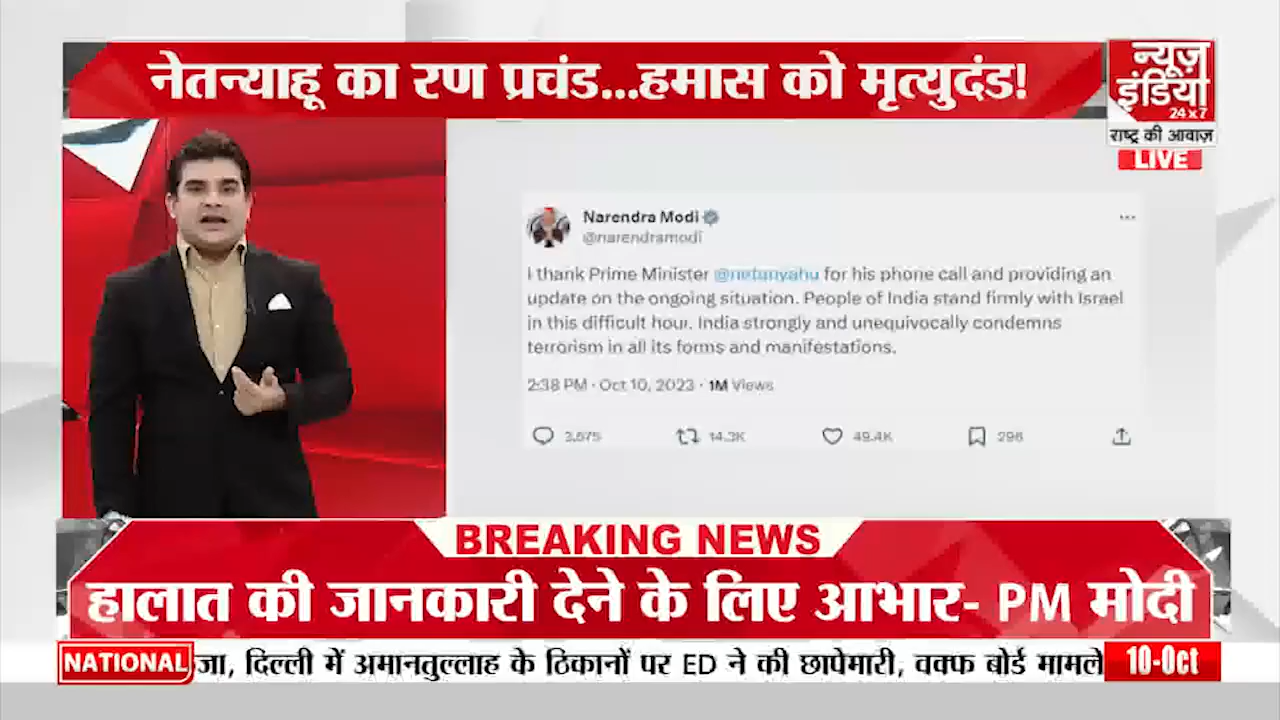 नेतन्याहू का रण प्रचंड...हमास को मृत्युदंड!
न्यूज़
इंडिया
24x7
राष्ट्र की आवाज़
LIVE
Narendra Modi
@narendramodi
I thank Prime Minister @netanyahu for his phone call and providing an
update on the ongoing situation. People of India stand firmly with Israel
in this difficult hour. India strongly and unequivocally condemns
terrorism in all its forms and manifestations.
2:38 PM · Oct 10, 2023 · 1M Views
3,675 14.3K 49.4K 296
BREAKING NEWS
हालात की जानकारी देने के लिए आभार- PM मोदी
NATIONAL जा, दिल्ली में अमानतुल्लाह के ठिकानों पर ED ने की छापेमारी, वक्फ बोर्ड मामले 10-Oct